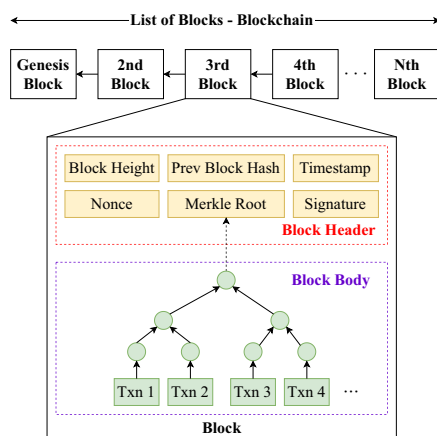 List of Blocks - Blockchain
Genesis
Block
2nd
Block
3rd
Block
4th
Block
. . .
Nth
Block
Block Height
Prev Block Hash
Timestamp
Nonce
Merkle Root
Signature
Block Header
Block Body
Txn 1
Txn 2
Txn 3
Txn 4
...
Block